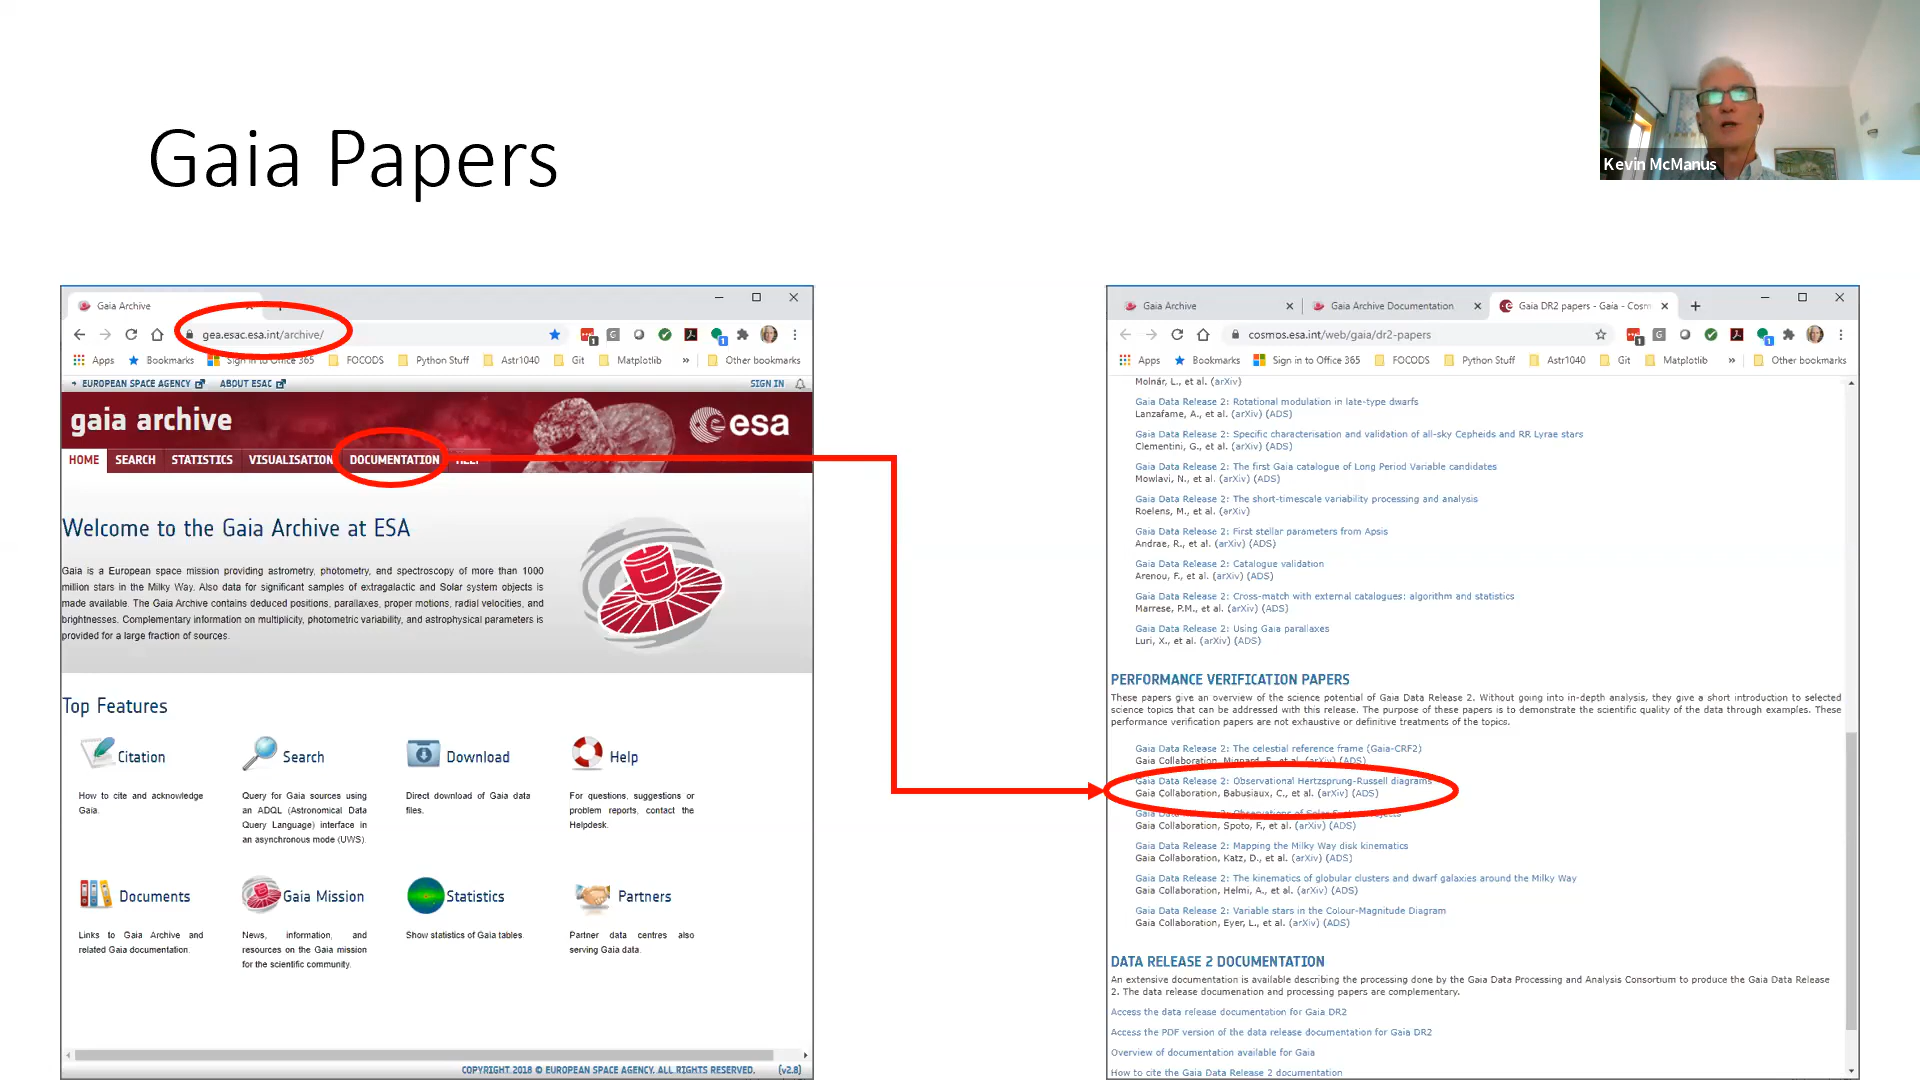 Gaia Papers
Kevin McManus
Gaia Archive
gea.esac.esa.int/archive/
Apps Bookmarks Sign in to Office 365 FOCODS Python Stuff Astr1040 Git Matplotlib » Other bookmarks
EUROPEAN SPACE AGENCY ABOUT ESAC SIGN IN
gaia archive
esa
HOME SEARCH STATISTICS VISUALISATION DOCUMENTATION HELP
Welcome to the Gaia Archive at ESA
Gaia is a European space mission providing astrometry, photometry, and spectroscopy of more than 1000
million stars in the Milky Way. Also data for significant samples of extragalactic and Solar system objects is
made available. The Gaia Archive contains deduced positions, parallaxes, proper motions, radial velocities, and
brightnesses. Complementary information on multiplicity, photometric variability, and astrophysical parameters is
provided for a large fraction of sources.
Top Features
Citation
How to cite and acknowledge
Gaia.
Search
Query for Gaia sources using
an ADQL (Astronomical Data
Query Language) interface in
an asynchronous mode (UWS)
Download
Direct download of Gaia data
files.
Help
For questions, suggestions or
problem reports, contact the
Helpdesk.
Documents
Links to Gaia Archive and
related Gaia documentation.
Gaia Mission
News, information, and
resources on the Gaia mission
for the scientific community.
Statistics
Show statistics of Gaia tables.
Partners
Partner data centres also
serving Gaia data.
COPYRIGHT 2018 © EUROPEAN SPACE AGENCY. ALL RIGHTS RESERVED. (v2.8)
Gaia Archive Gaia Archive Documentation Gaia DR2 papers - Gaia - Cosm
cosmos.esa.int/web/gaia/dr2-papers
Apps Bookmarks Sign in to Office 365 FOCODS Python Stuff Astr1040 Git Matplotlib » Other bookmarks
Molnár, L., et al. (arXiv)
Gaia Data Release 2: Rotational modulation in late-type dwarfs
Lanzafame, A., et al. (arXiv) (ADS)
Gaia Data Release 2: Specific characterisation and validation of all-sky Cepheids and RR Lyrae stars
Clementini, G., et al. (arXiv) (ADS)
Gaia Data Release 2: The first Gaia catalogue of Long Period Variable candidates
Mowlavi, N., et al. (arXiv) (ADS)
Gaia Data Release 2: The short-timescale variability processing and analysis
Roelens, M., et al. (arXiv)
Gaia Data Release 2: First stellar parameters from Apsis
Andrae, R., et al. (arXiv) (ADS)
Gaia Data Release 2: Catalogue validation
Arenou, F., et al. (arXiv) (ADS)
Gaia Data Release 2: Cross-match with external catalogues: algorithm and statistics
Marrese, P.M., et al. (arXiv) (ADS)
Gaia Data Release 2: Using Gaia parallaxes
Luri, X., et al. (arXiv) (ADS)
PERFORMANCE VERIFICATION PAPERS
These papers give an overview of the science potential of Gaia Data Release 2. Without going into in-depth analysis, they give a short introduction to selected
science topics that can be addressed with this release. The purpose of these papers is to demonstrate the scientific quality of the data through examples. These
performance verification papers are not exhaustive or definitive treatments of the topics.
Gaia Data Release 2: The celestial reference frame (Gaia-CRF2)
Gaia Collaboration, Mignard, F., et al. (arXiv) (ADS)
Gaia Data Release 2: Observational Hertzsprung-Russell diagrams
Gaia Collaboration, Babusiaux, C., et al. (arXiv) (ADS)
Gaia Data Release 2: Observations of Solar System objects
Gaia Collaboration, Spoto, F., et al. (arXiv) (ADS)
Gaia Data Release 2: Mapping the Milky Way disk kinematics
Gaia Collaboration, Katz, D., et al. (arXiv) (ADS)
Gaia Data Release 2: The kinematics of globular clusters and dwarf galaxies around the Milky Way
Gaia Collaboration, Helmi, A., et al. (arXiv) (ADS)
Gaia Data Release 2: Variable stars in the Colour-Magnitude Diagram
Gaia Collaboration, Eyer, L., et al. (arXiv) (ADS)
DATA RELEASE 2 DOCUMENTATION
An extensive documentation is available describing the processing done by the Gaia Data Processing and Analysis Consortium to produce the Gaia Data Release
2. The data release documenation and processing papers are complementary.
Access the data release documentation for Gaia DR2
Access the PDF version of the data release documentation for Gaia DR2
Overview of documentation available for Gaia
How to cite the Gaia Data Release 2 documentation